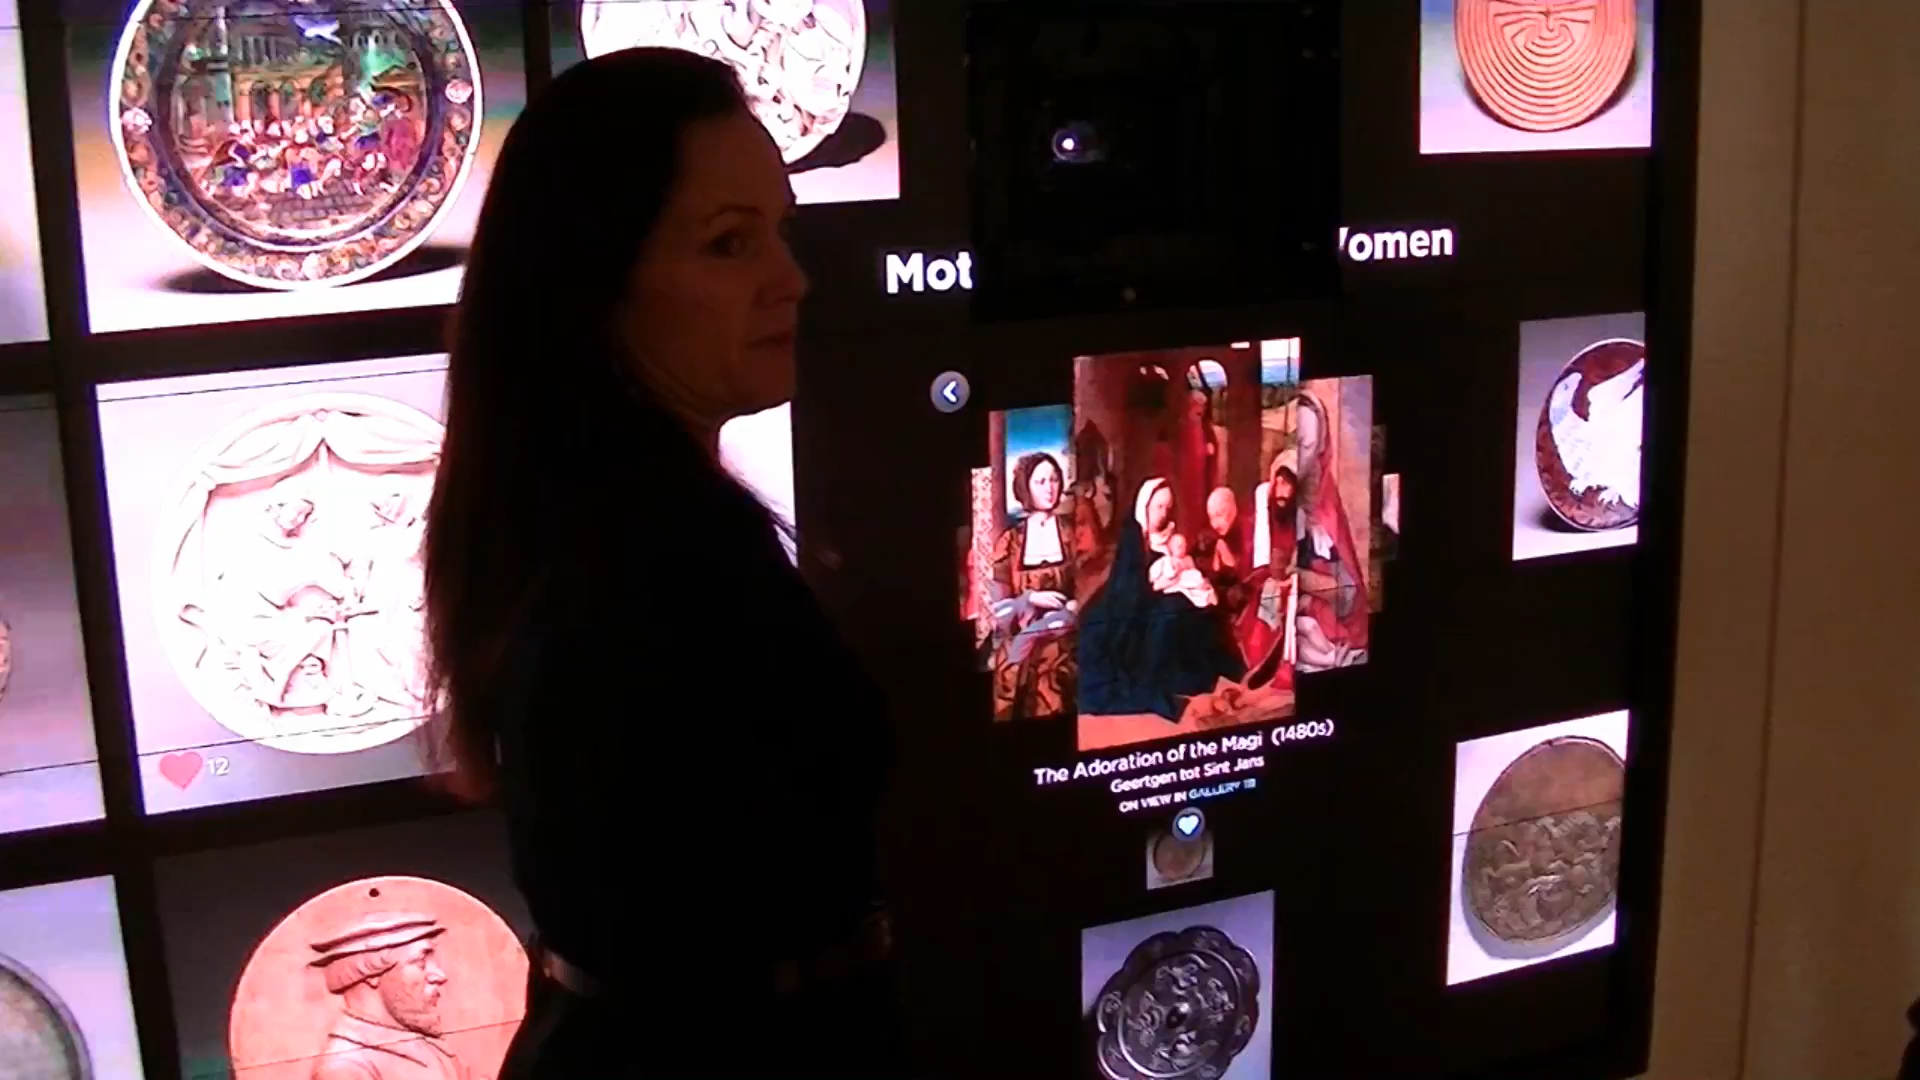 Mot
omen
The Adoration of the Magi (1480s)
Geertgen tot Sint Jans
ON VIEW IN GALLERY
12